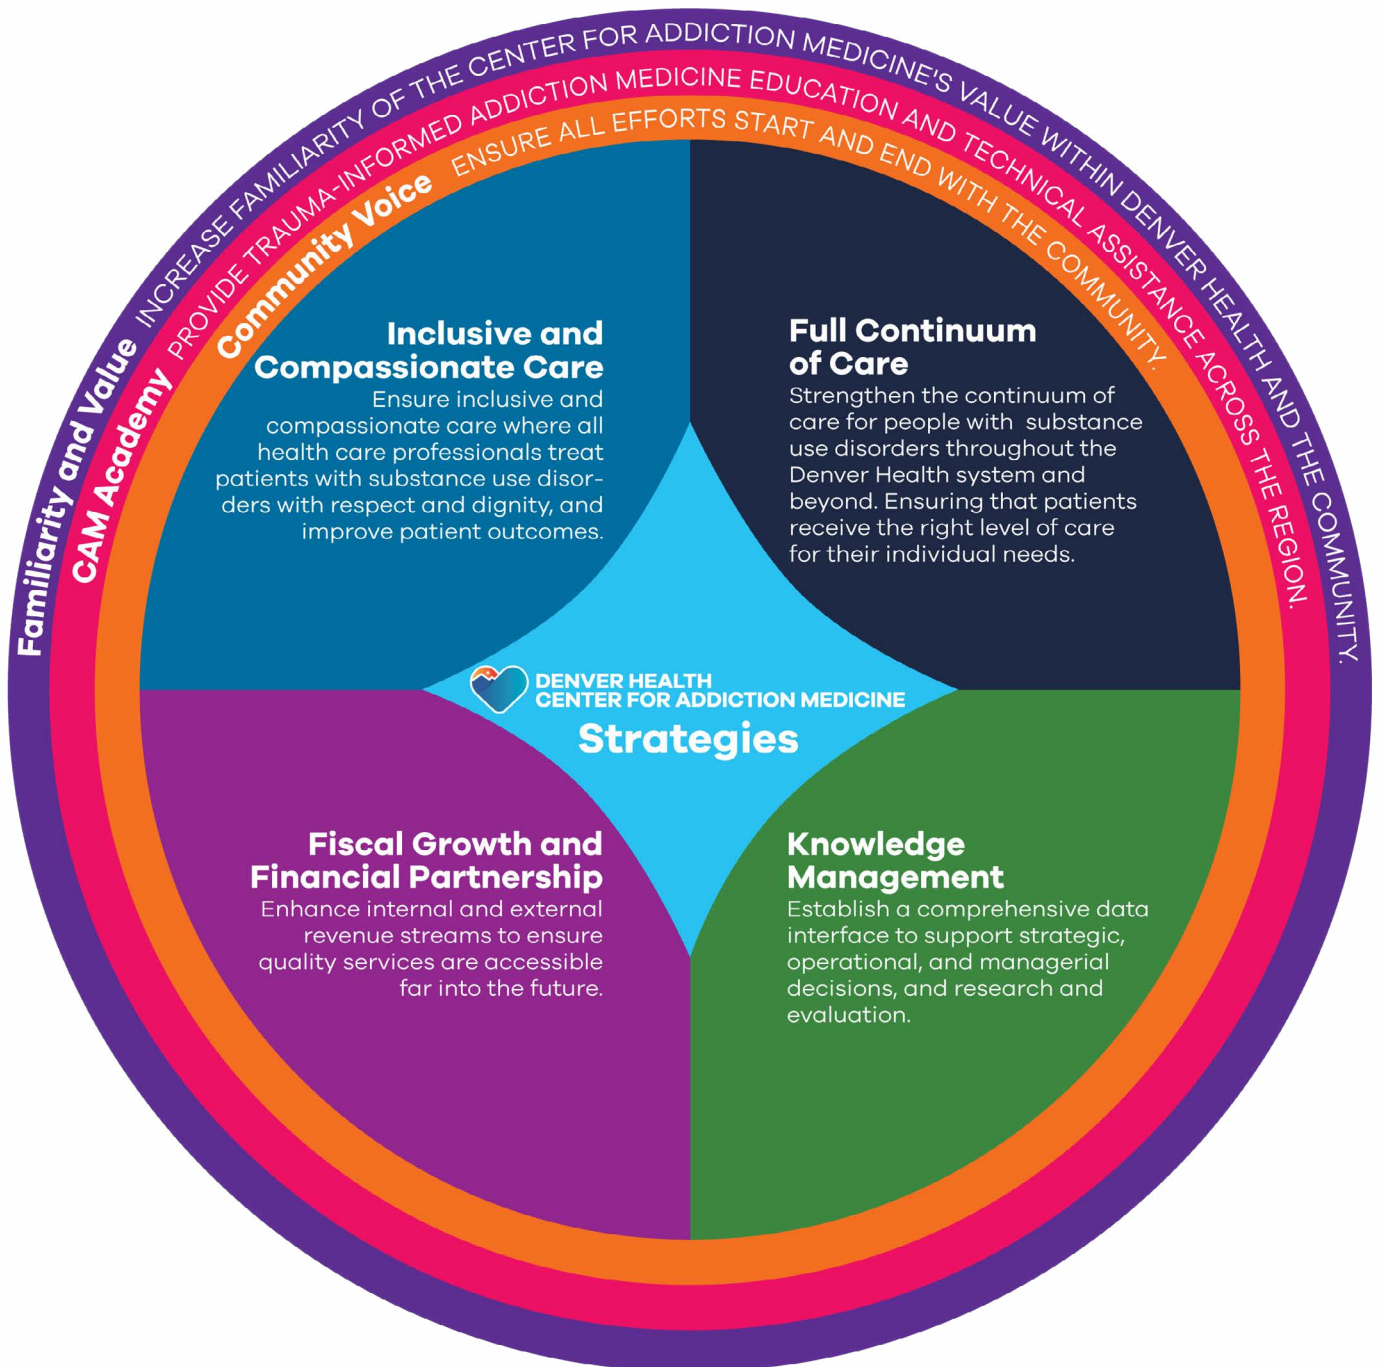 Familiarity and Value INCREASE FAMILIARITY OF THE CENTER FOR ADDICTION MEDICINE'S VALUE WITHIN DENVER HEALTH AND THE COMMUNITY.
CAM Academy PROVIDE TRAUMA-INFORMED ADDICTION MEDICINE EDUCATION AND TECHNICAL ASSISTANCE ACROSS THE REGION.
Community Voice ENSURE ALL EFFORTS START AND END WITH THE COMMUNITY.
Inclusive and
Compassionate Care
Ensure inclusive and
compassionate care where all
health care professionals treat
patients with substance use disor-
ders with respect and dignity, and
improve patient outcomes.
Full Continuum
of Care
Strengthen the continuum of
care for people with substance
use disorders throughout the
Denver Health system and
beyond. Ensuring that patients
receive the right level of care
for their individual needs.
DENVER HEALTH
CENTER FOR ADDICTION MEDICINE
Strategies
Fiscal Growth and
Financial Partnership
Enhance internal and external
revenue streams to ensure
quality services are accessible
far into the future.
Knowledge
Management
Establish a comprehensive data
interface to support strategic,
operational, and managerial
decisions, and research and
evaluation.